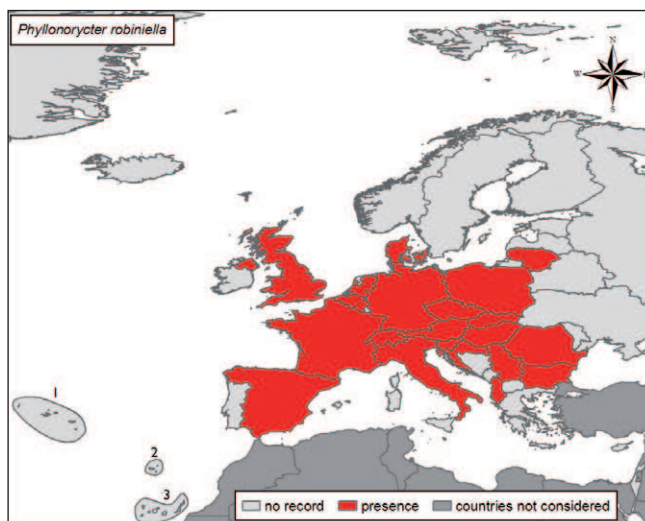 Phyllonorycter robiniella
N
W
S
1
2
3
no record presence countries not considered